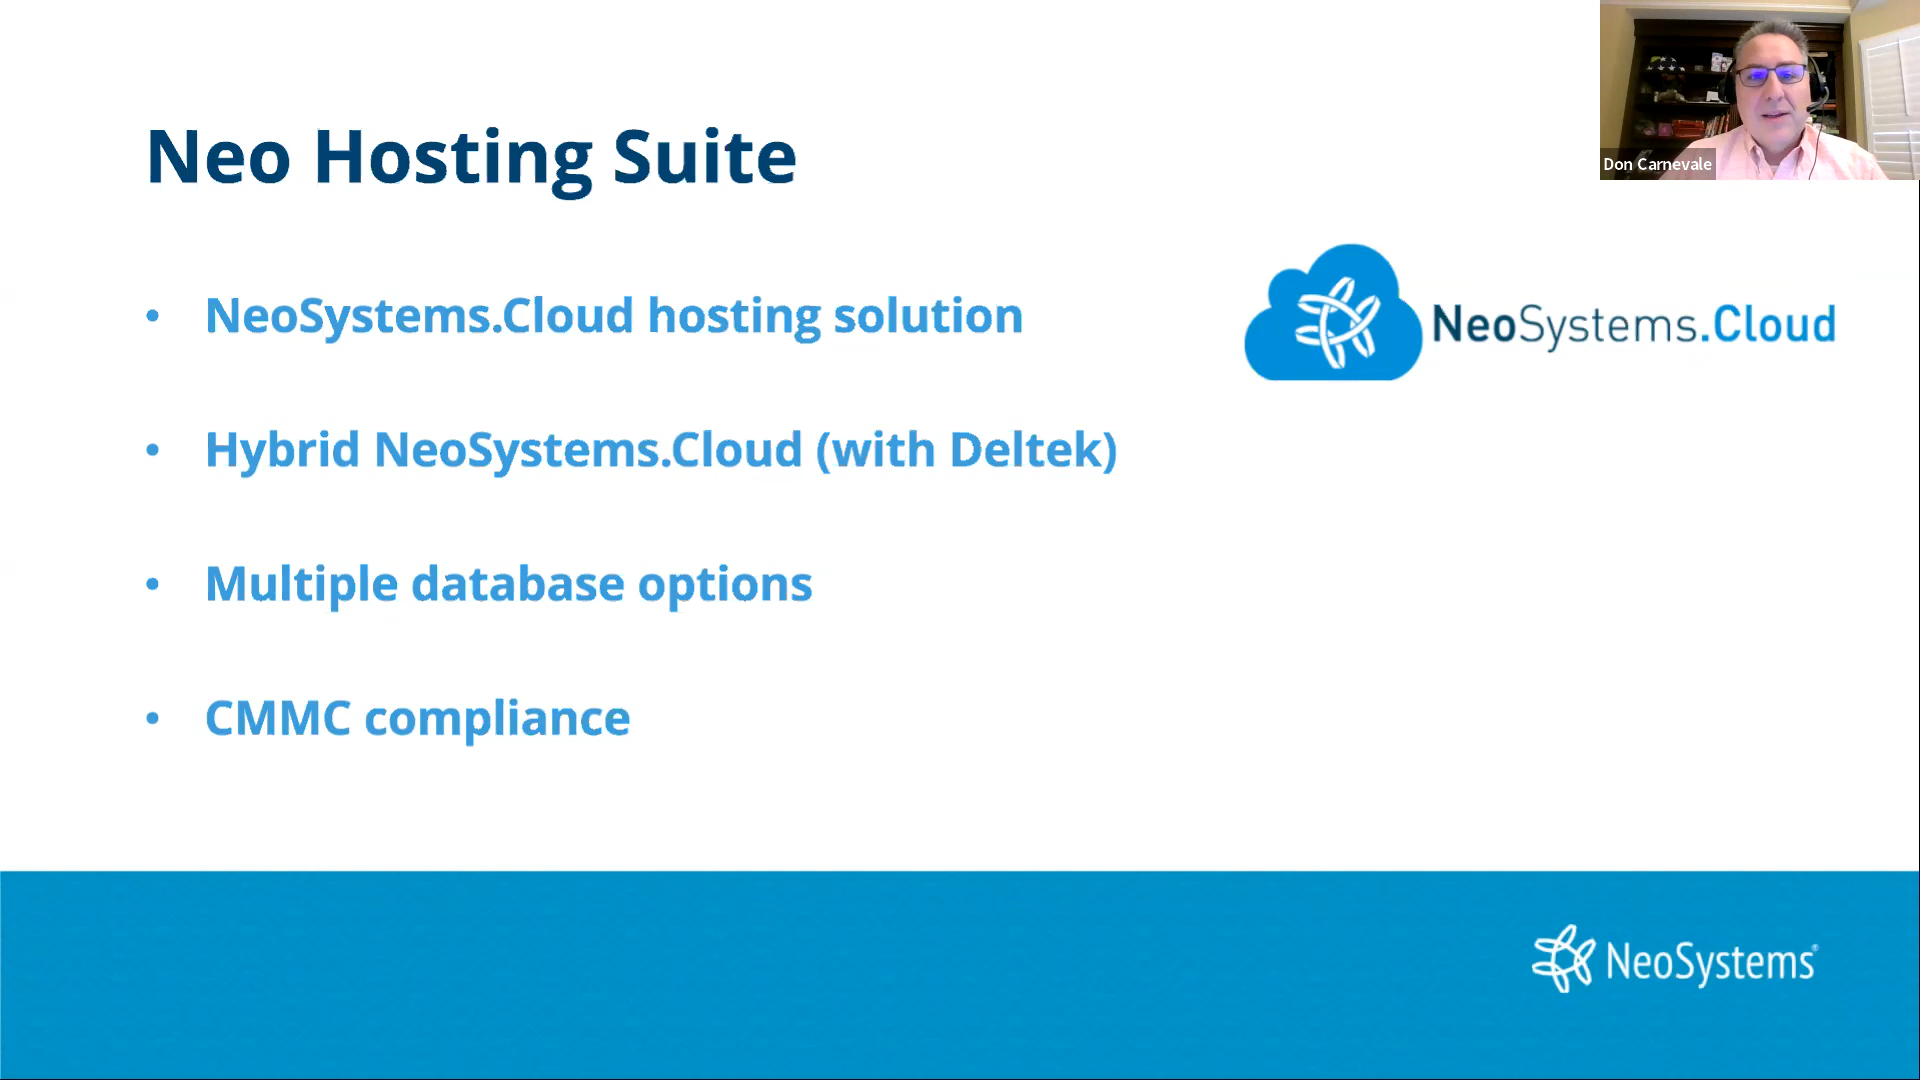 Don Carnevale
Neo Hosting Suite
NeoSystems.Cloud
• NeoSystems.Cloud hosting solution
• Hybrid NeoSystems.Cloud (with Deltek)
• Multiple database options
• CMMC compliance
NeoSystems®